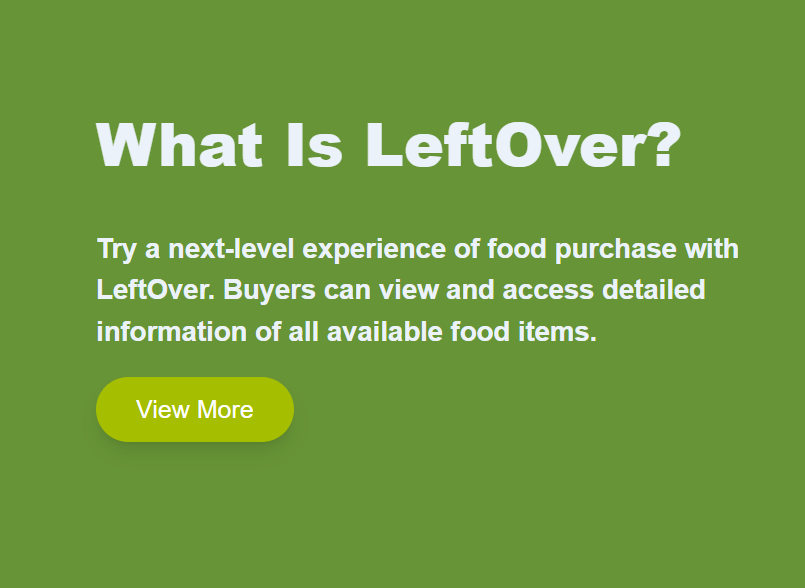 What Is LeftOver?
Try a next-level experience of food purchase with
LeftOver. Buyers can view and access detailed
information of all available food items.
View More